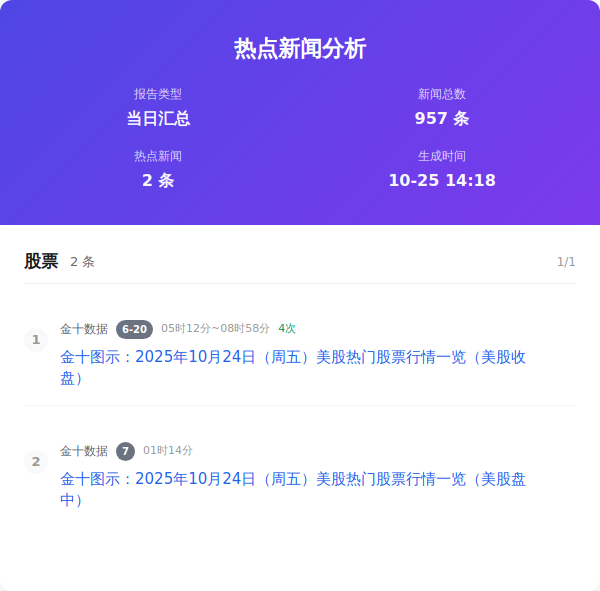 热点新闻分析
报告类型
新闻总数
当日汇总
957 条
热点新闻
生成时间
2 条
10-25 14:18
股票 2 条 1/1
1
金十数据 6-20 05时12分~08时58分 4次
金十图示：2025年10月24日（周五）美股热门股票行情一览（美股收
盘）
2
金十数据 7 01时14分
金十图示：2025年10月24日（周五）美股热门股票行情一览（美股盘
中）